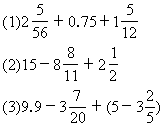 (1)2 5/56 + 0.75 + 1 5/12
(2)15 - 8 8/11 + 2 1/2
(3)9.9 - 3 7/20 + (5 - 3 2/5)